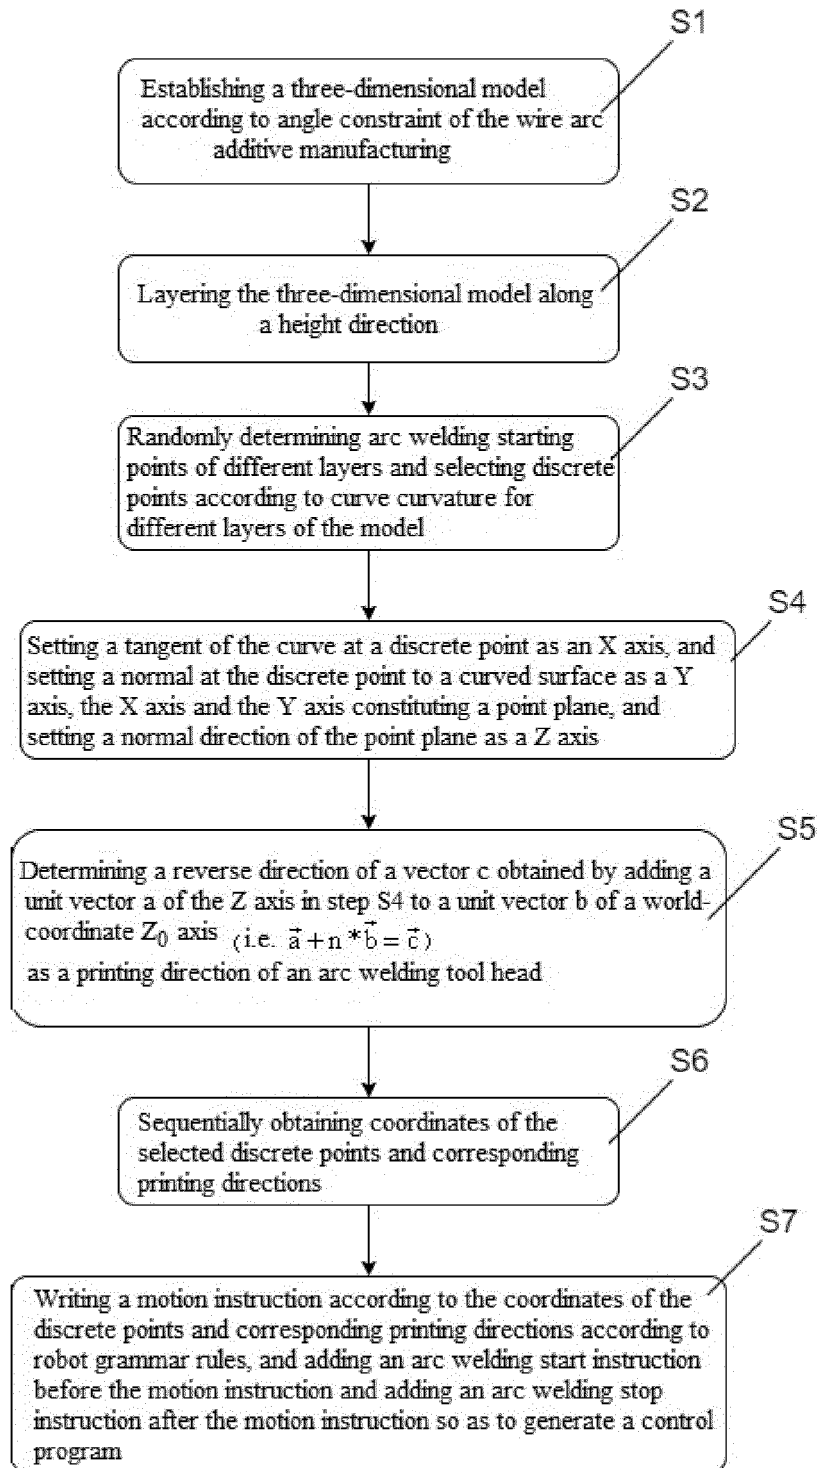 S1
Establishing a three-dimensional model
according to angle constraint of the wire arc
additive manufacturing
S2
Layering the three-dimensional model along
a height direction
S3
Randomly determining arc welding starting
points of different layers and selecting discrete
points according to curve curvature for
different layers of the model
S4
Setting a tangent of the curve at a discrete point as an X axis, and
setting a normal at the discrete point to a curved surface as a Y
axis, the X axis and the Y axis constituting a point plane, and
setting a normal direction of the point plane as a Z axis
S5
Determining a reverse direction of a vector c obtained by adding a
unit vector a of the Z axis in step S4 to a unit vector b of a world-
coordinate Z₀ axis (i.e. a⃗+n*b⃗=c⃗)
as a printing direction of an arc welding tool head
S6
Sequentially obtaining coordinates of the
selected discrete points and corresponding
printing directions
S7
Writing a motion instruction according to the coordinates of the
discrete points and corresponding printing directions according to
robot grammar rules, and adding an arc welding start instruction
before the motion instruction and adding an arc welding stop
instruction after the motion instruction so as to generate a control
program